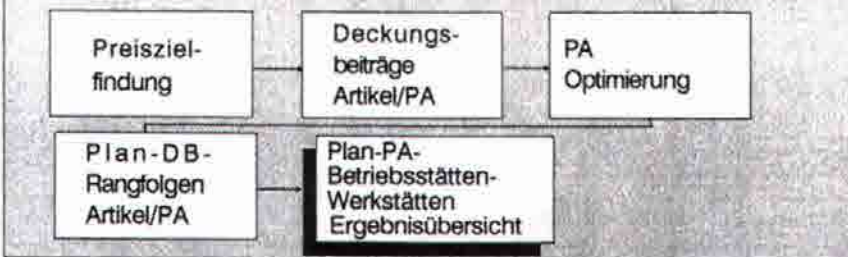 Preisziel-
findung
Deckungs-
beiträge
Artikel/PA
PA
Optimierung
Plan-DB-
Rangfolgen
Artikel/PA
Plan-PA-
Betriebsstätten-
Werkstätten
Ergebnisübersicht